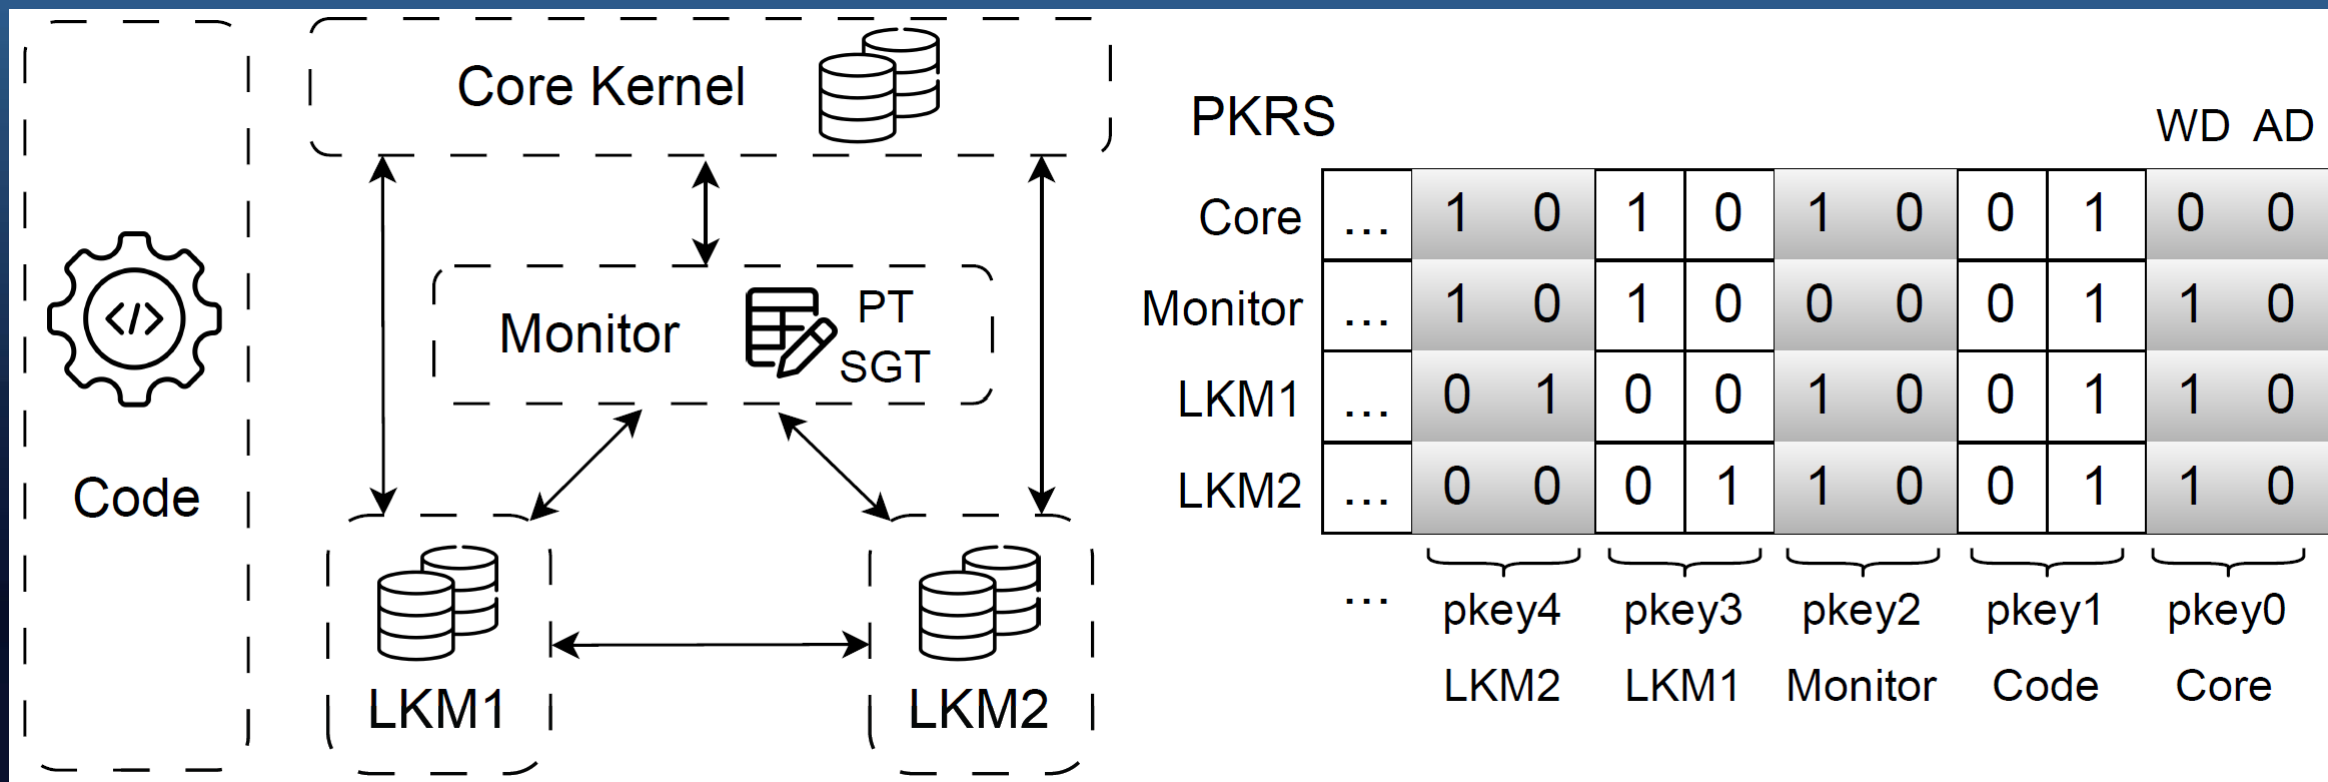 Core Kernel
</>
Code
Monitor
PT
SGT
LKM1
LKM2
PKRS
WD AD
Core ... 1 0 1 0 1 0 0 1 0 0
Monitor ... 1 0 1 0 0 0 0 1 1 0
LKM1 ... 0 1 0 0 1 0 0 1 1 0
LKM2 ... 0 0 0 1 1 0 0 1 1 0
... pkey4 pkey3 pkey2 pkey1 pkey0
LKM2 LKM1 Monitor Code Core